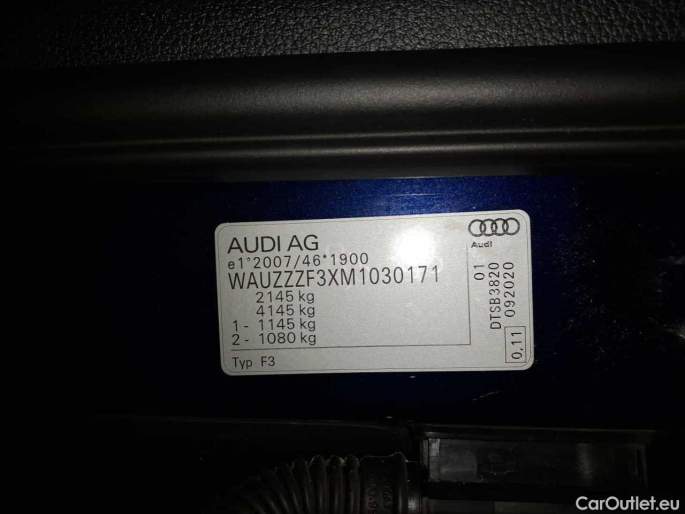 AUDI AG
e1*2007/46*1900
WAUZZZF3XM1030171
2145 kg
4145 kg
1 - 1145 kg
2 - 1080 kg
Typ F3
Audi
01
DTSB3820
092020
0,11
CarOutlet.eu